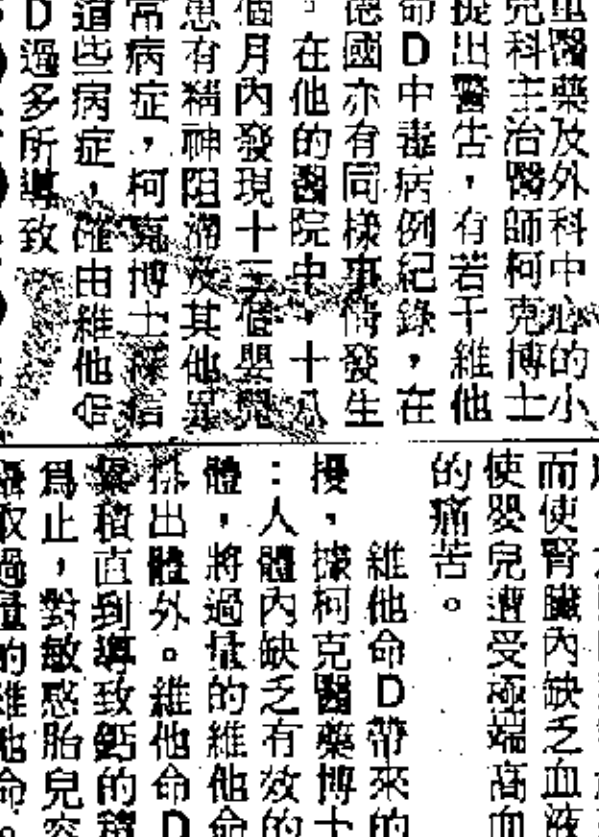 醫藥及外科中心的小
兒科主治醫師柯克博士
提出警告，有若干維他
命D中毒病例紀錄，在
德國亦有同樣事情發生
。在他的醫院中，十八
個月內發現十三個嬰兒
患有精神阻滯及其他異
常病症，柯克博士指
這些病症，確由維他命
D過多所導致
而使腎臟內缺乏血液
使嬰兒遭受極端高血
的痛苦。
維他命D帶來的
擾，據柯克醫藥博士
：人體內缺乏有效的
體，將過量的維他命
排出體外。維他命D
累積直到導致鈣的積
爲止，對敏惑胎兒容
攝取過量的維他命。